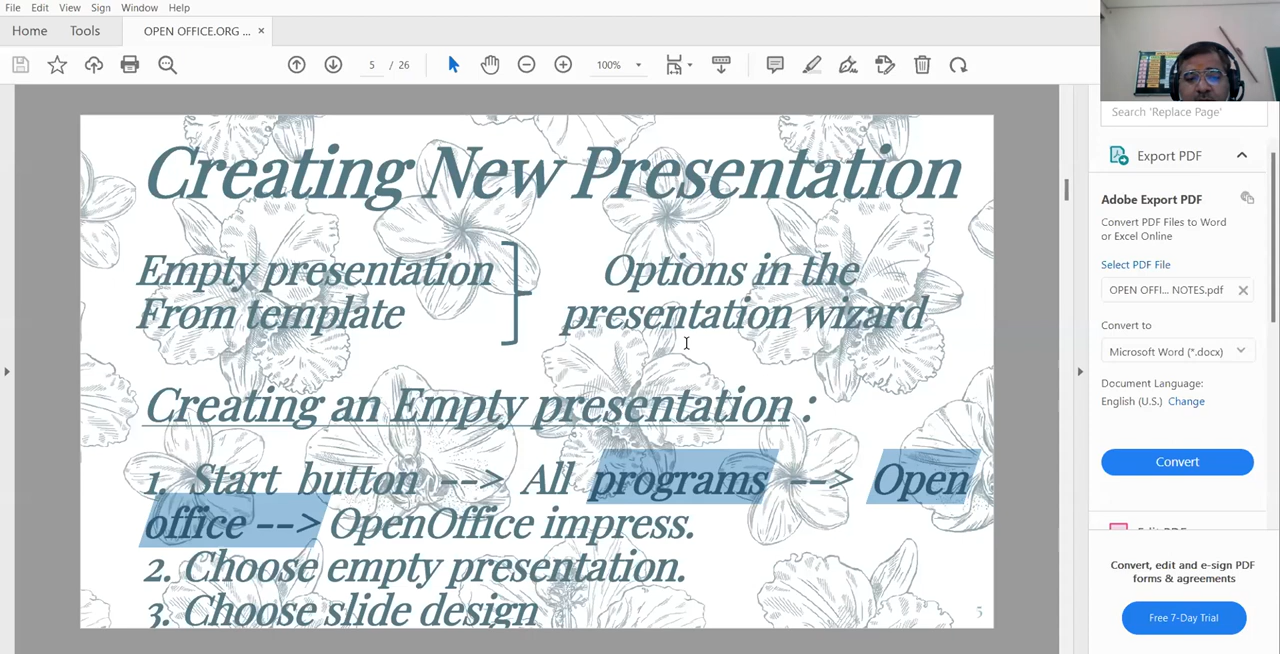 File Edit View Sign Window Help
Home Tools OPEN OFFICE.ORG ... ×
5 / 26 100%
Search 'Replace Page'
Export PDF
Adobe Export PDF
Convert PDF Files to Word
or Excel Online
Select PDF File
OPEN OFFI... NOTES.pdf
Convert to
Microsoft Word (*.docx)
Document Language:
English (U.S.) Change
Convert
Convert, edit and e-sign PDF
forms & agreements
Free 7-Day Trial
Creating New Presentation
Empty presentation
From template
Options in the
presentation wizard
Creating an Empty presentation :
1. Start button --> All programs --> Open
office --> OpenOffice impress.
2. Choose empty presentation.
3. Choose slide design
5